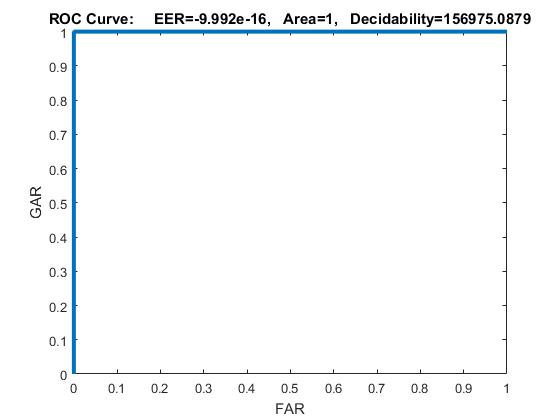 ROC Curve: EER=-9.992e-16, Area=1, Decidability=156975.0879
1
0.9
0.8
0.7
0.6
0.5
0.4
0.3
0.2
0.1
0
GAR
0 0.1 0.2 0.3 0.4 0.5 0.6 0.7 0.8 0.9 1
FAR